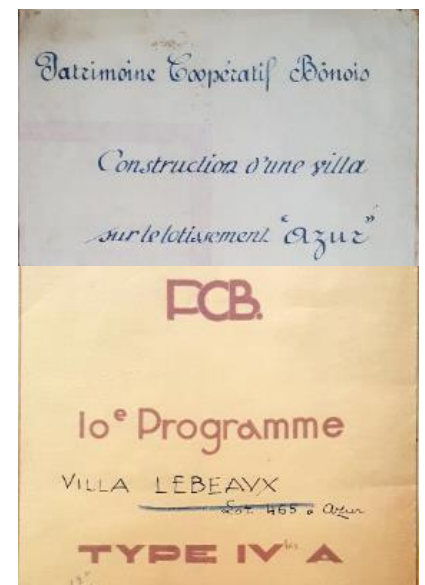 Patrimoine Coopératif Bônois
Construction d'une villa
sur le lotissement "Azur"
PCB.
10e Programme
VILLA LEBEAUX
Lot 465 à Azur
TYPE IV bis A